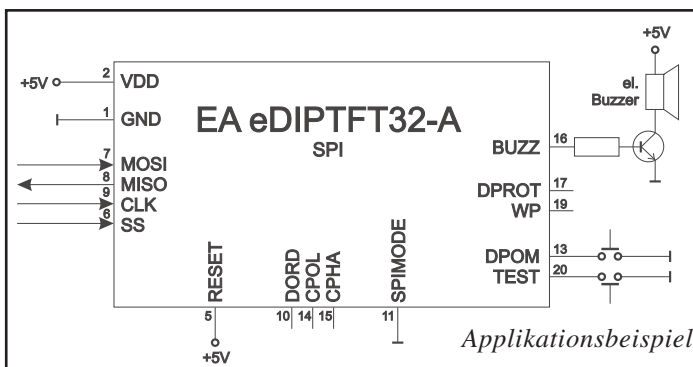 +5V
el.
Buzzer
+5V
2
VDD
1
GND
EA eDIPTFT32-A
SPI
7
MOSI
8
MISO
9
CLK
6
SS
BUZZ
16
DPROT
17
WP
19
DPOM
13
TEST
20
RESET
DORD
CPOL
CPHA
SPIMODE
5
10
14
15
11
+5V
Applikationsbeispiel